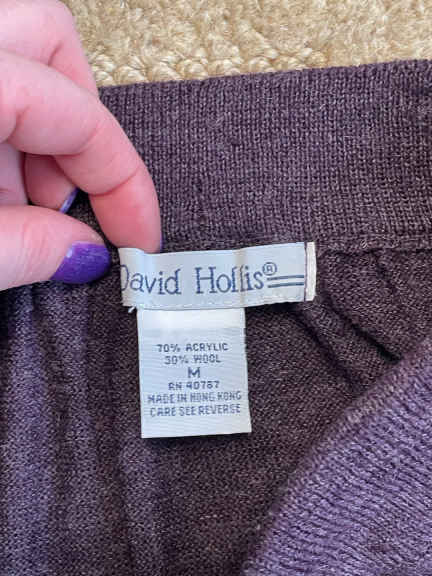 David Hollis®
70% ACRYLIC
30% WOOL
M
RN 40787
MADE IN HONG KONG
CARE SEE REVERSE